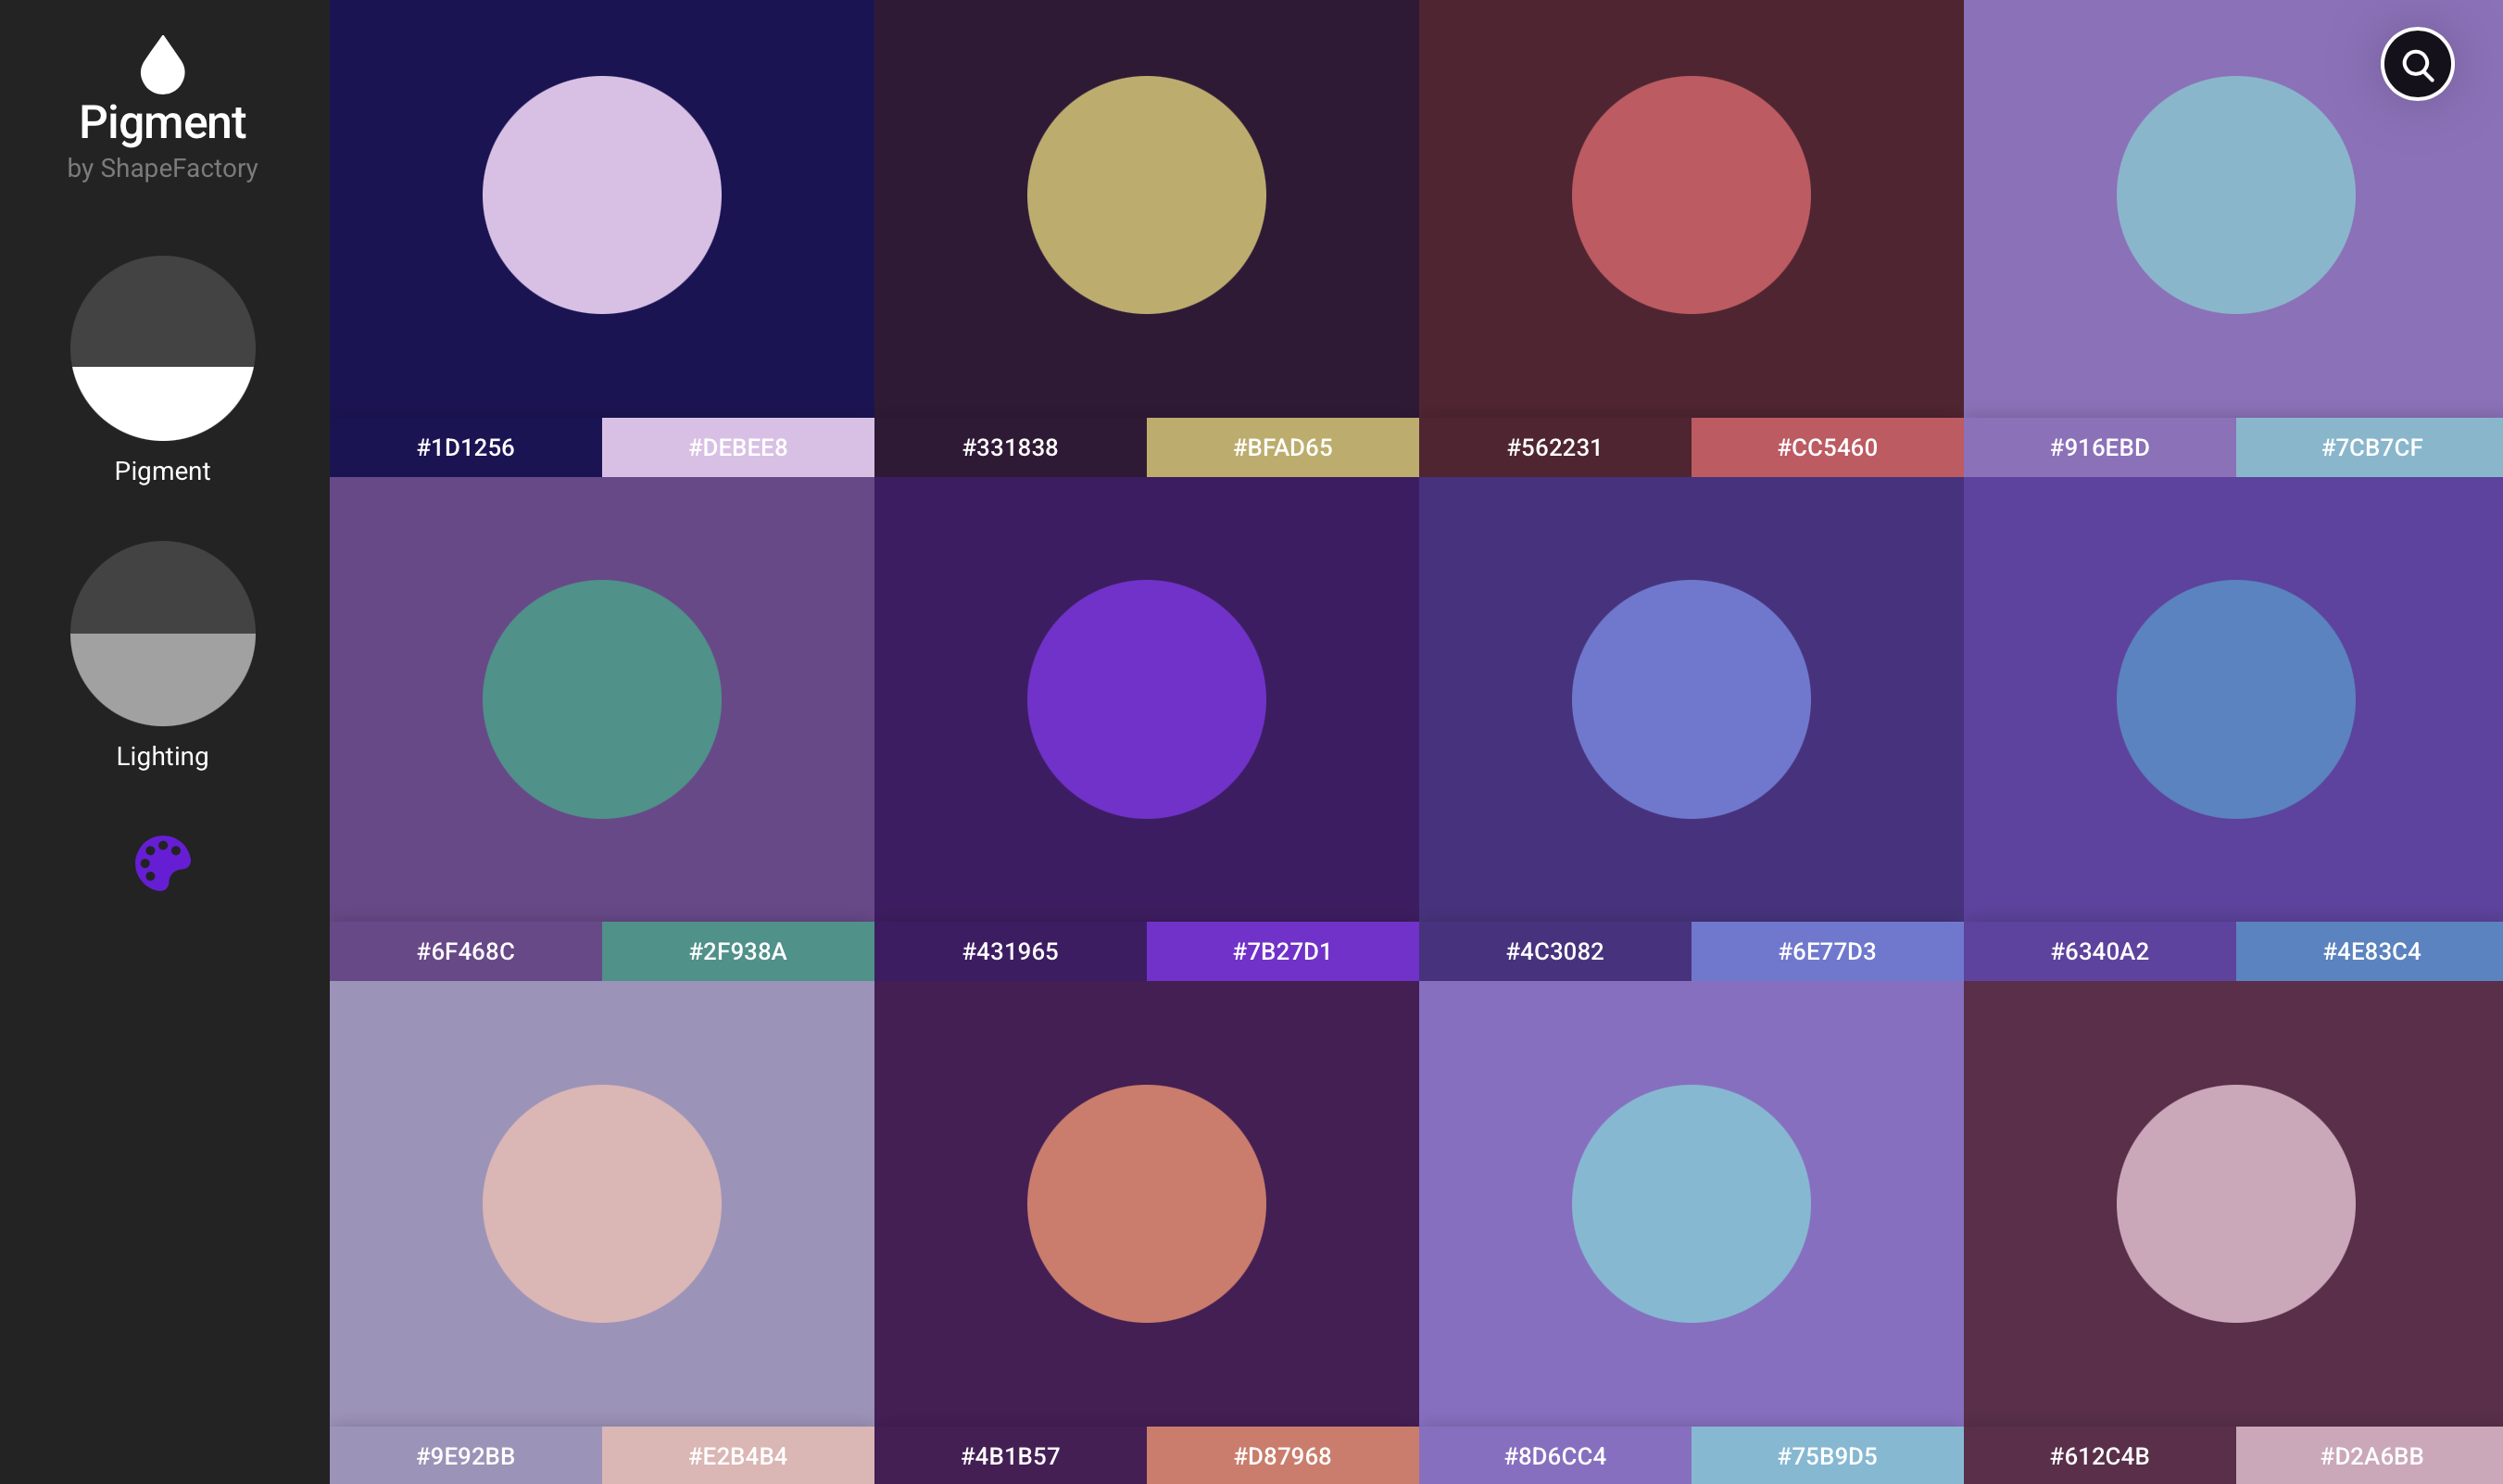 Pigment
by ShapeFactory
Pigment
Lighting
#1D1256 #DEBEE8 #331838 #BFAD65 #562231 #CC5460 #916EBD #7CB7CF
#6F468C #2F938A #431965 #7B27D1 #4C3082 #6E77D3 #6340A2 #4E83C4
#9E92BB #E2B4B4 #4B1B57 #D87968 #8D6CC4 #75B9D5 #612C4B #D2A6BB